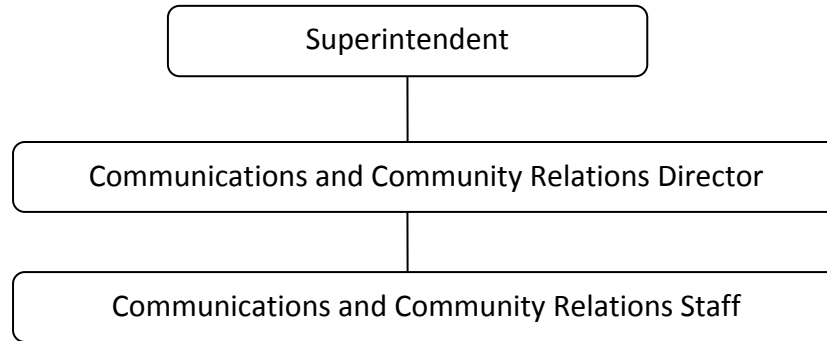 Superintendent
Communications and Community Relations Director
Communications and Community Relations Staff